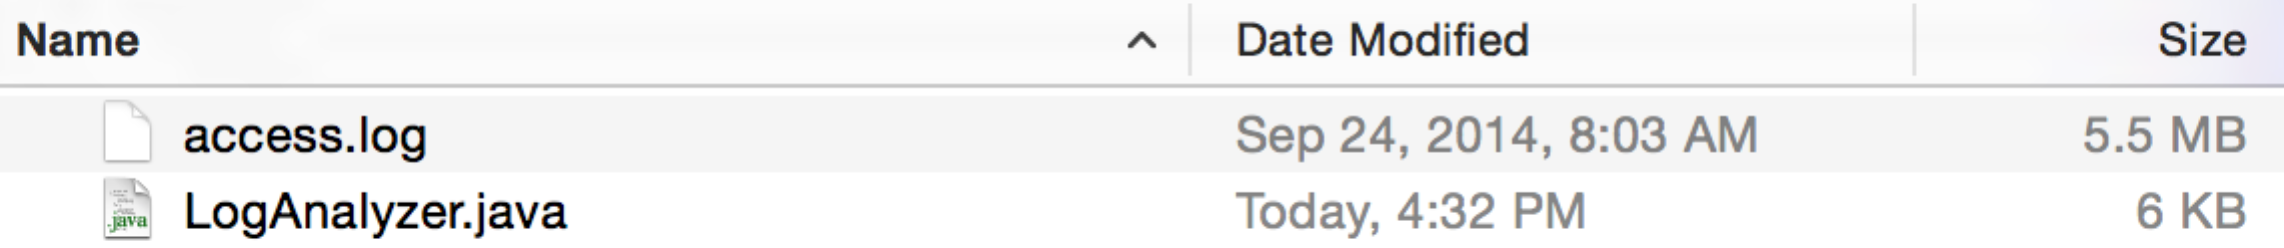 Name Date Modified Size
access.log Sep 24, 2014, 8:03 AM 5.5 MB
.java LogAnalyzer.java Today, 4:32 PM 6 KB